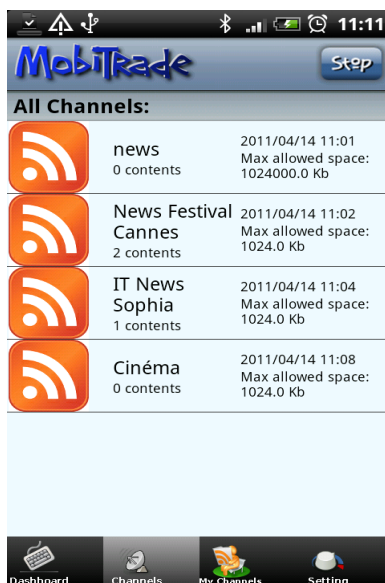 11:11
MobiTrade
Stop
All Channels:
news
0 contents
2011/04/14 11:01
Max allowed space:
1024000.0 Kb
News Festival
Cannes
2 contents
2011/04/14 11:02
Max allowed space:
1024.0 Kb
IT News
Sophia
1 contents
2011/04/14 11:04
Max allowed space:
1024.0 Kb
Cinéma
0 contents
2011/04/14 11:08
Max allowed space:
1024.0 Kb
Dashboard
Channels
My Channels
Setting